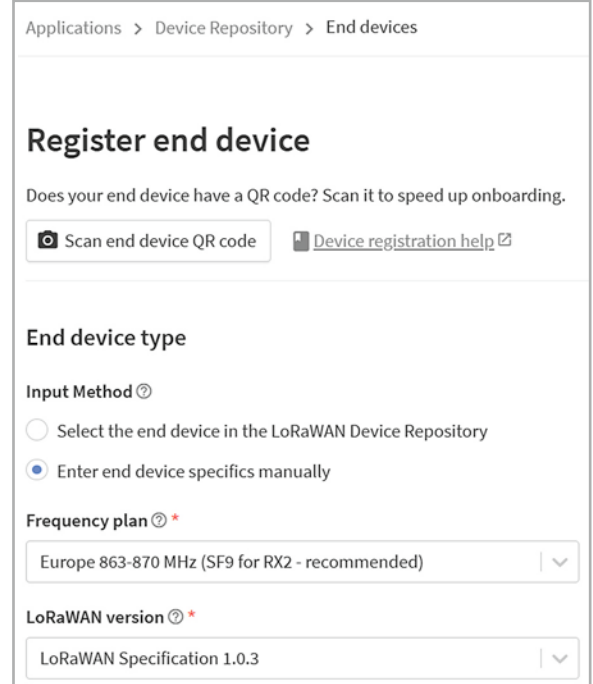 Applications > Device Repository > End devices
Register end device
Does your end device have a QR code? Scan it to speed up onboarding.
Scan end device QR code Device registration help
End device type
Input Method
Select the end device in the LoRaWAN Device Repository
Enter end device specifics manually
Frequency plan *
Europe 863-870 MHz (SF9 for RX2 - recommended)
LoRaWAN version *
LoRaWAN Specification 1.0.3